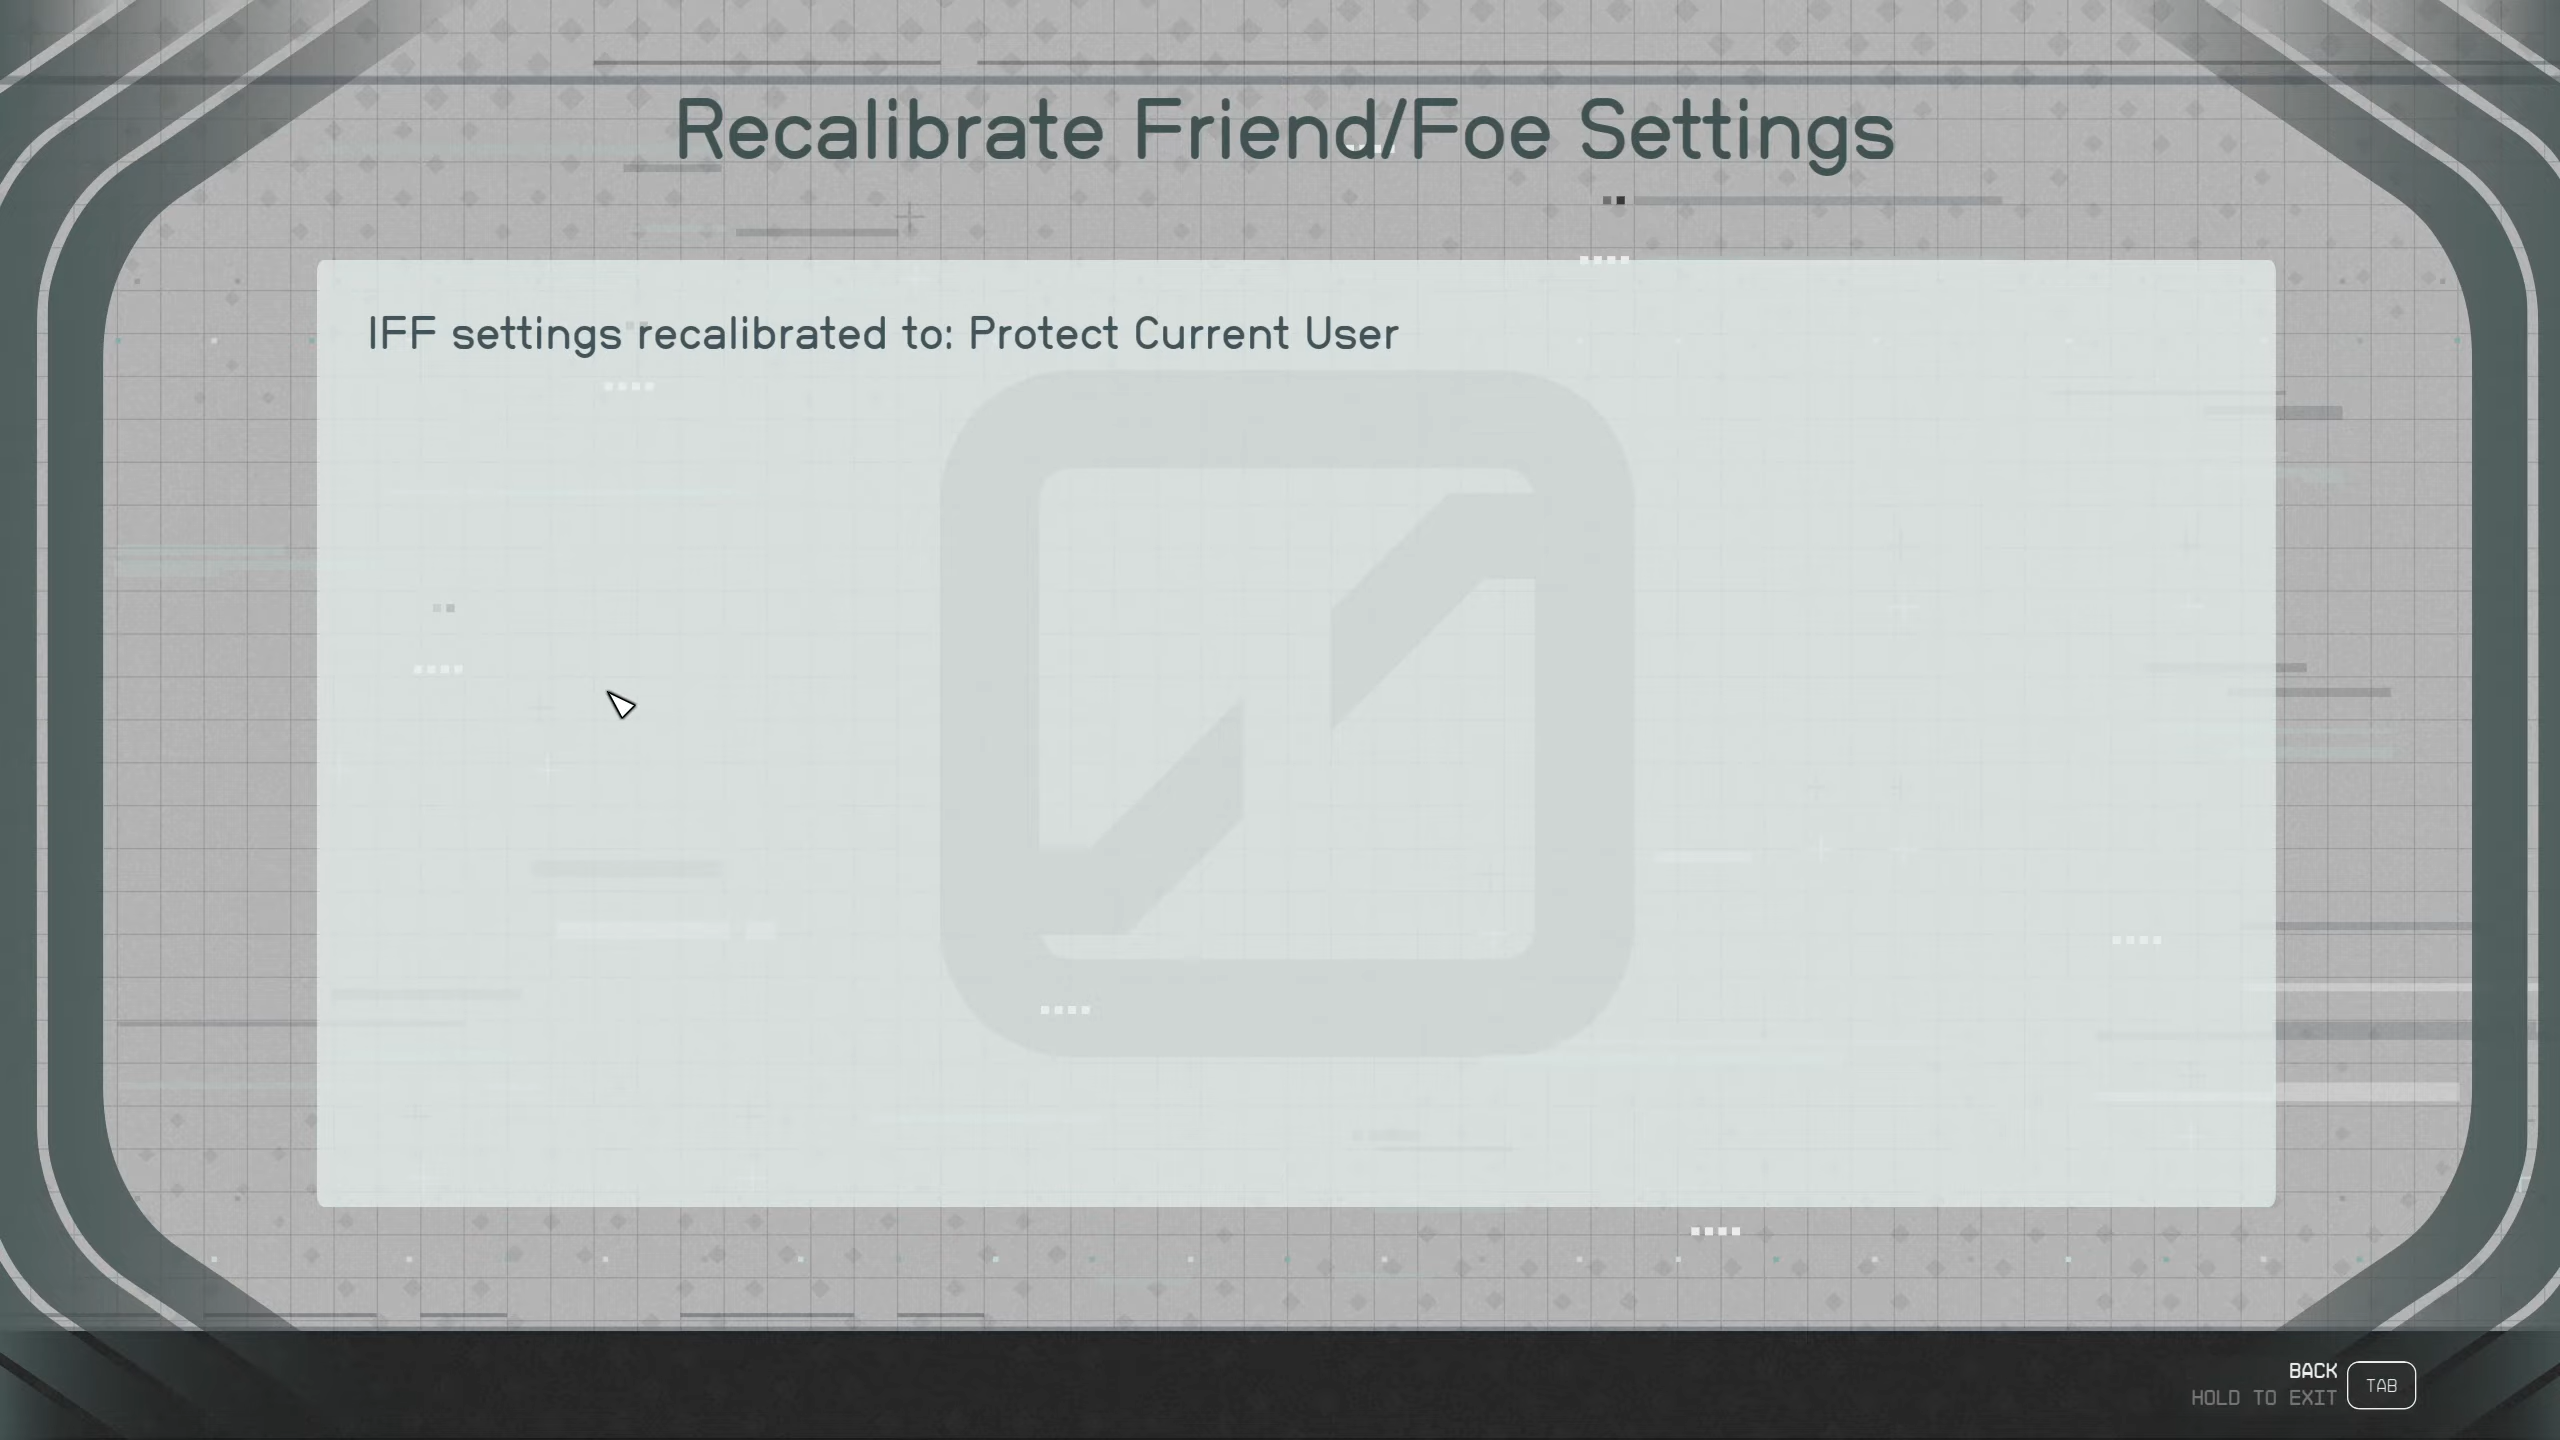 Recalibrate Friend/Foe Settings
IFF settings recalibrated to: Protect Current User
BACK
HOLD TO EXIT
TAB